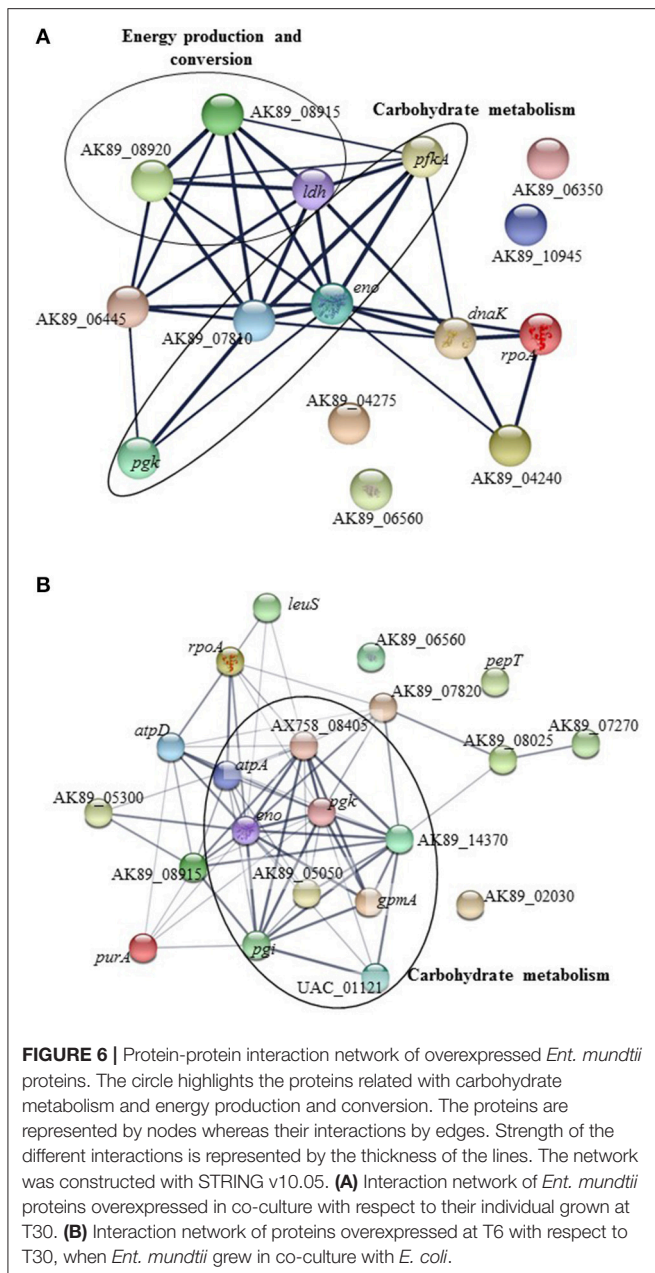 A
Energy production and
conversion
AK89_08915
Carbohydrate metabolism
AK89_08920
pfkA
ldh
AK89_06350
AK89_10945
AK89_06445
AK89_07810
eno
dnaK
rpoA
AK89_04275
pgk
AK89_04240
AK89_06560
B
leuS
rpoA
AK89_06560
pepT
AK89_07820
AX758_08405
AK89_07270
atpD
AK89_08025
atpA
AK89_05300
pgk
eno
AK89_14370
AK89_08915
AK89_05050
gpmA
AK89_02030
purA
pgi
UAC_01121
Carbohydrate metabolism
FIGURE 6 | Protein-protein interaction network of overexpressed Ent. mundtii
proteins. The circle highlights the proteins related with carbohydrate
metabolism and energy production and conversion. The proteins are
represented by nodes whereas their interactions by edges. Strength of the
different interactions is represented by the thickness of the lines. The network
was constructed with STRING v10.05. (A) Interaction network of Ent. mundtii
proteins overexpressed in co-culture with respect to their individual grown at
T30. (B) Interaction network of proteins overexpressed at T6 with respect to
T30, when Ent. mundtii grew in co-culture with E. coli.